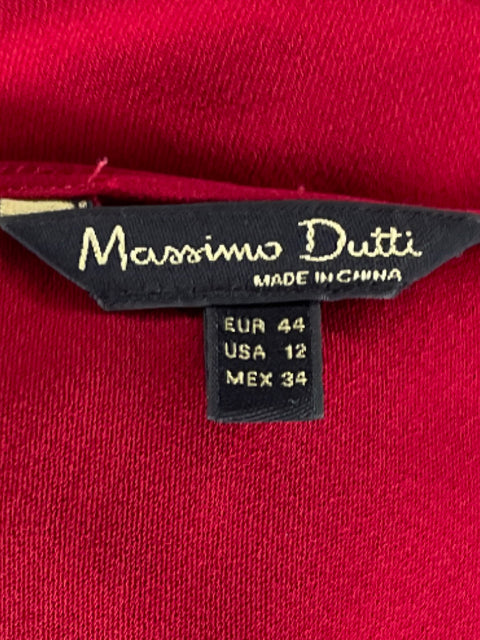 Massimo Dutti
MADE IN CHINA
EUR 44
USA 12
MEX 34